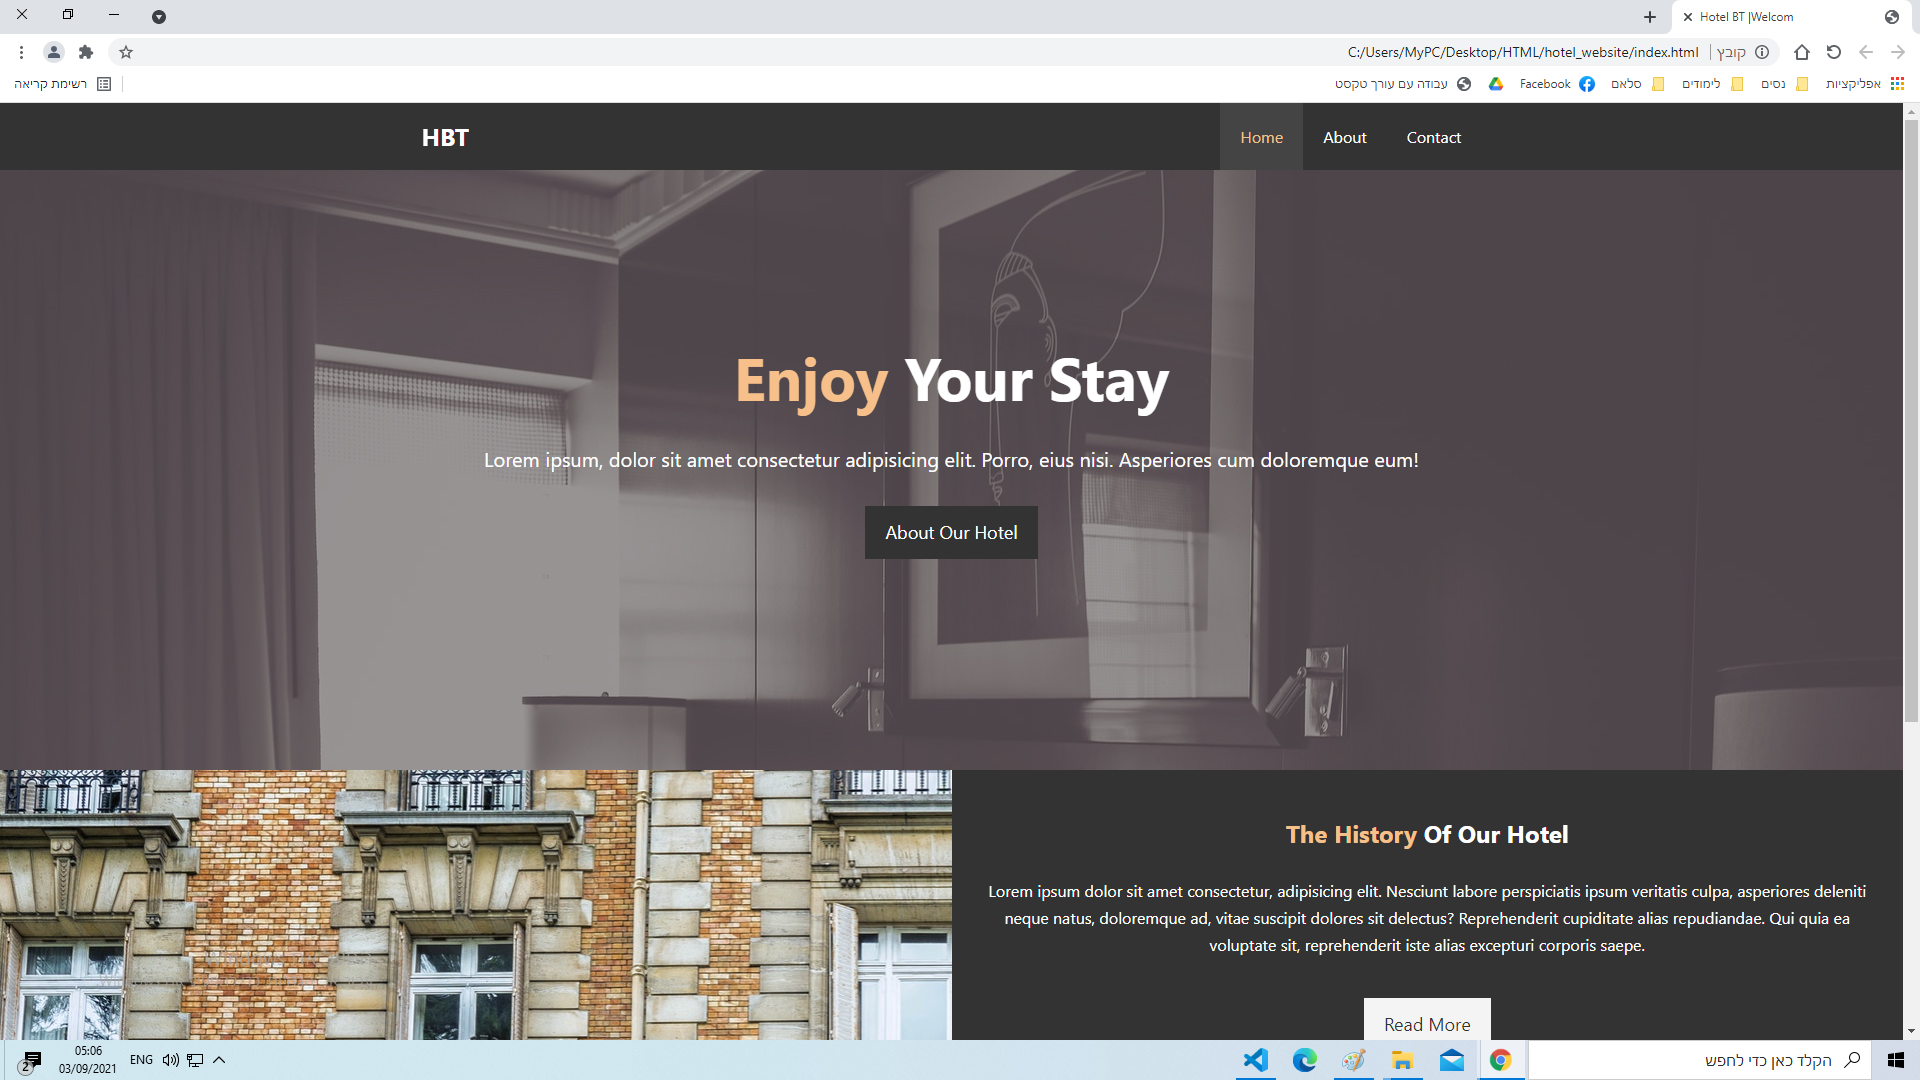 Hotel BT |Welcom
קובץ C:/Users/MyPC/Desktop/HTML/hotel_website/index.html
אפליקציות נסים לימודים סלאם Facebook עבודה עם עורך טקסט רשימת קריאה
HBT Home About Contact
Enjoy Your Stay
Lorem ipsum, dolor sit amet consectetur adipisicing elit. Porro, eius nisi. Asperiores cum doloremque eum!
About Our Hotel
The History Of Our Hotel
Lorem ipsum dolor sit amet consectetur, adipisicing elit. Nesciunt labore perspiciatis ipsum veritatis culpa, asperiores deleniti
neque natus, doloremque ad, vitae suscipit dolores sit delectus? Reprehenderit cupiditate alias repudiandae. Qui quia ea
voluptate sit, reprehenderit iste alias excepturi corporis saepe.
Read More
הקלד כאן כדי לחפש
ENG
05:06
03/09/2021
2